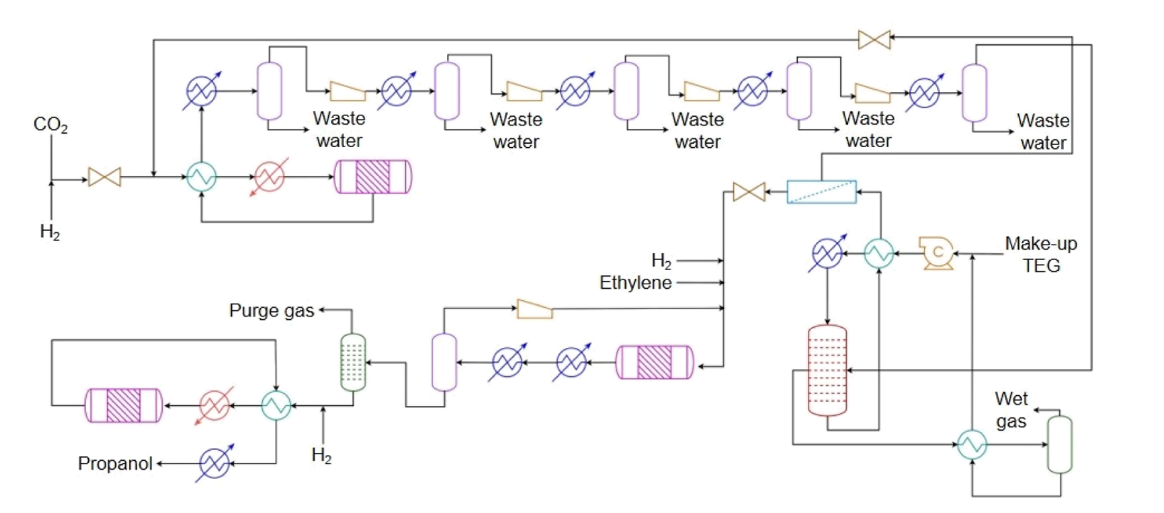 CO2
H2
Waste
water
Waste
water
Waste
water
Waste
water
Waste
water
C
Make-up
TEG
H2
Ethylene
Purge gas
Wet
gas
H2
Propanol